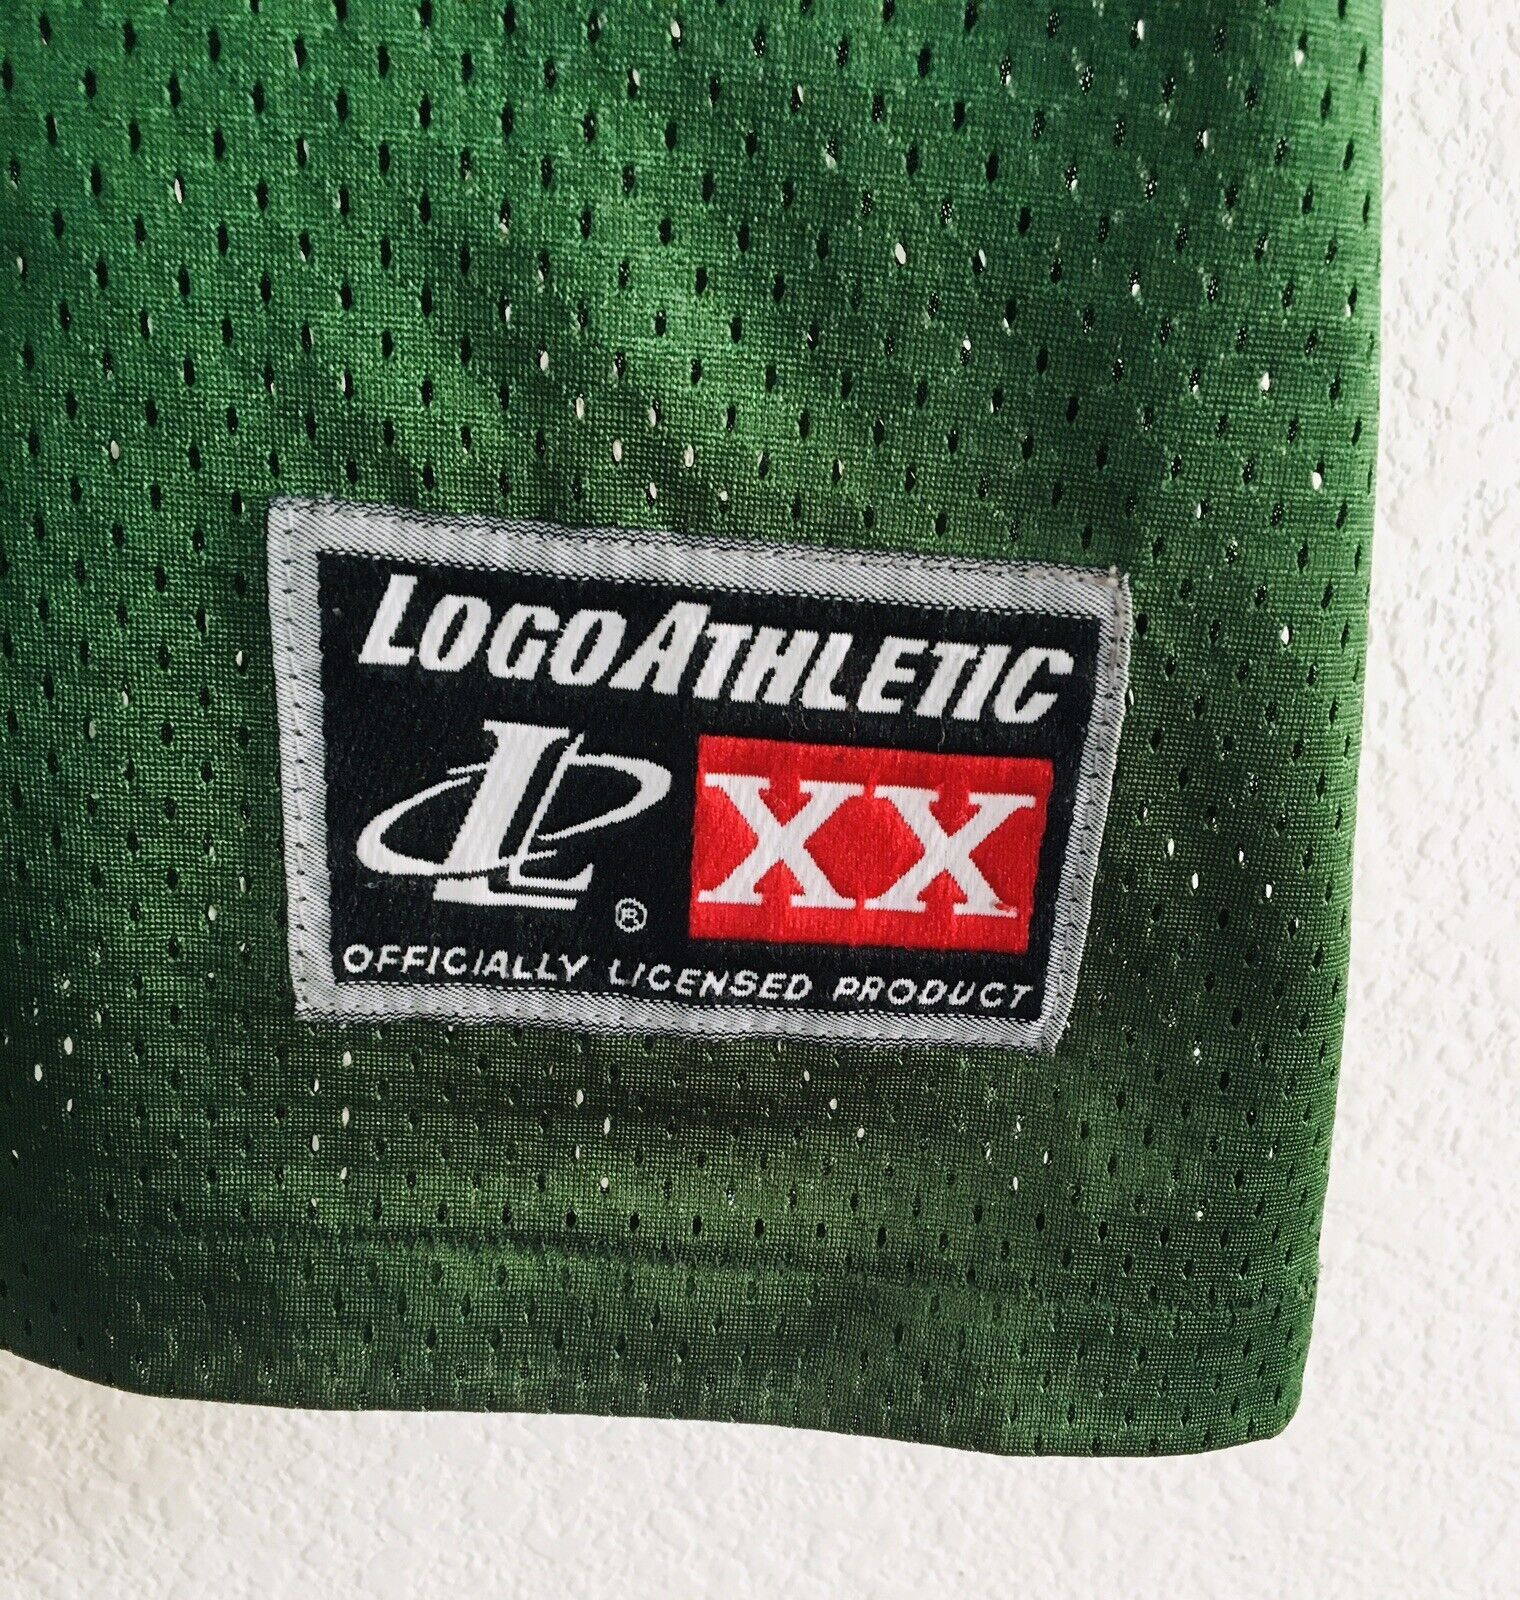 LOGOATHLETIC
L ® XX
OFFICIALLY LICENSED PRODUCT